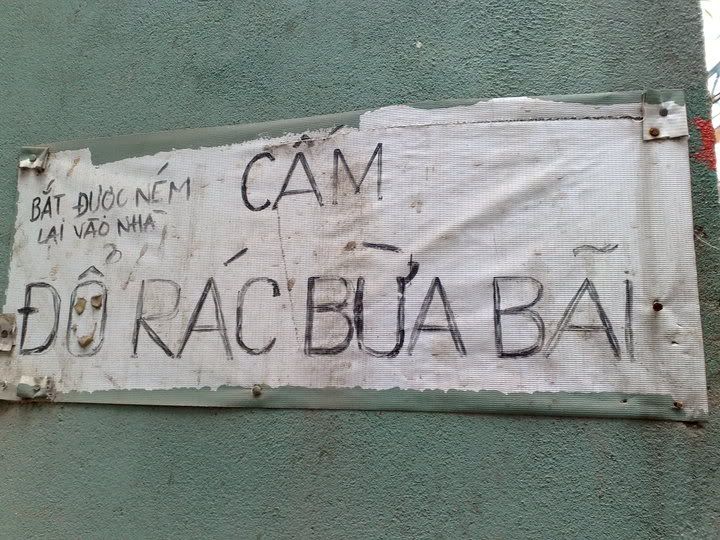 CẤM
BẮT ĐƯỢC NÉM
LẠI VÀO NHÀ
ĐỔ RÁC BỪA BÃI